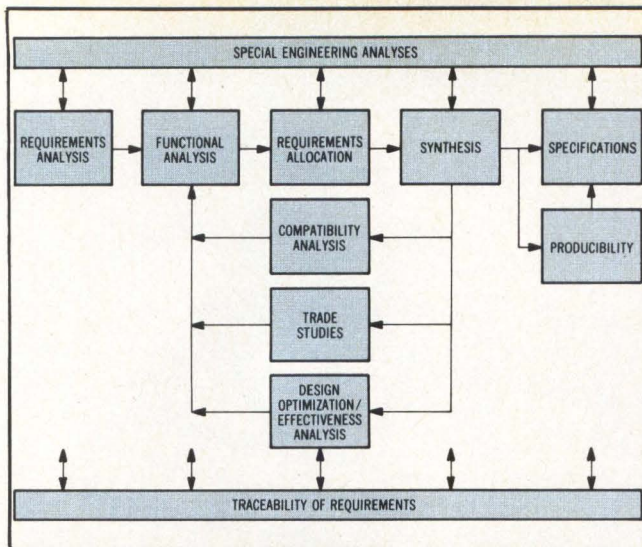 SPECIAL ENGINEERING ANALYSES
REQUIREMENTS
ANALYSIS
FUNCTIONAL
ANALYSIS
REQUIREMENTS
ALLOCATION
SYNTHESIS
SPECIFICATIONS
COMPATIBILITY
ANALYSIS
PRODUCIBILITY
TRADE
STUDIES
DESIGN
OPTIMIZATION/
EFFECTIVENESS
ANALYSIS
TRACEABILITY OF REQUIREMENTS